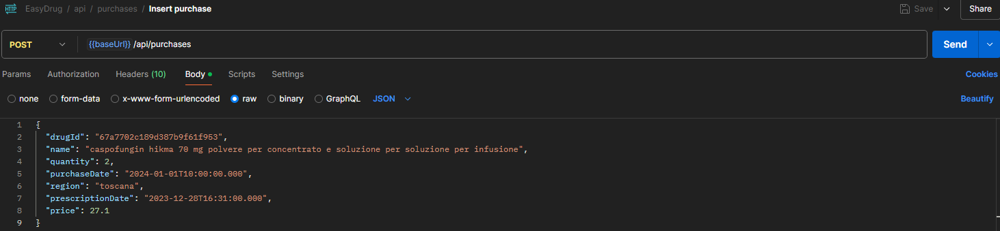 HTTP EasyDrug / api / purchases / Insert purchase Save Share
POST {{baseUrl}} /api/purchases Send
Params Authorization Headers (10) Body Scripts Settings Cookies
none form-data x-www-form-urlencoded raw binary GraphQL JSON Beautify
1 {
2 "drugId": "67a7702c189d387b9f61f953",
3 "name": "caspofungin hikma 70 mg polvere per concentrato e soluzione per soluzione per infusione",
4 "quantity": 2,
5 "purchaseDate": "2024-01-01T10:00:00.000",
6 "region": "toscana",
7 "prescriptionDate": "2023-12-28T16:31:00.000",
8 "price": 27.1
9 }